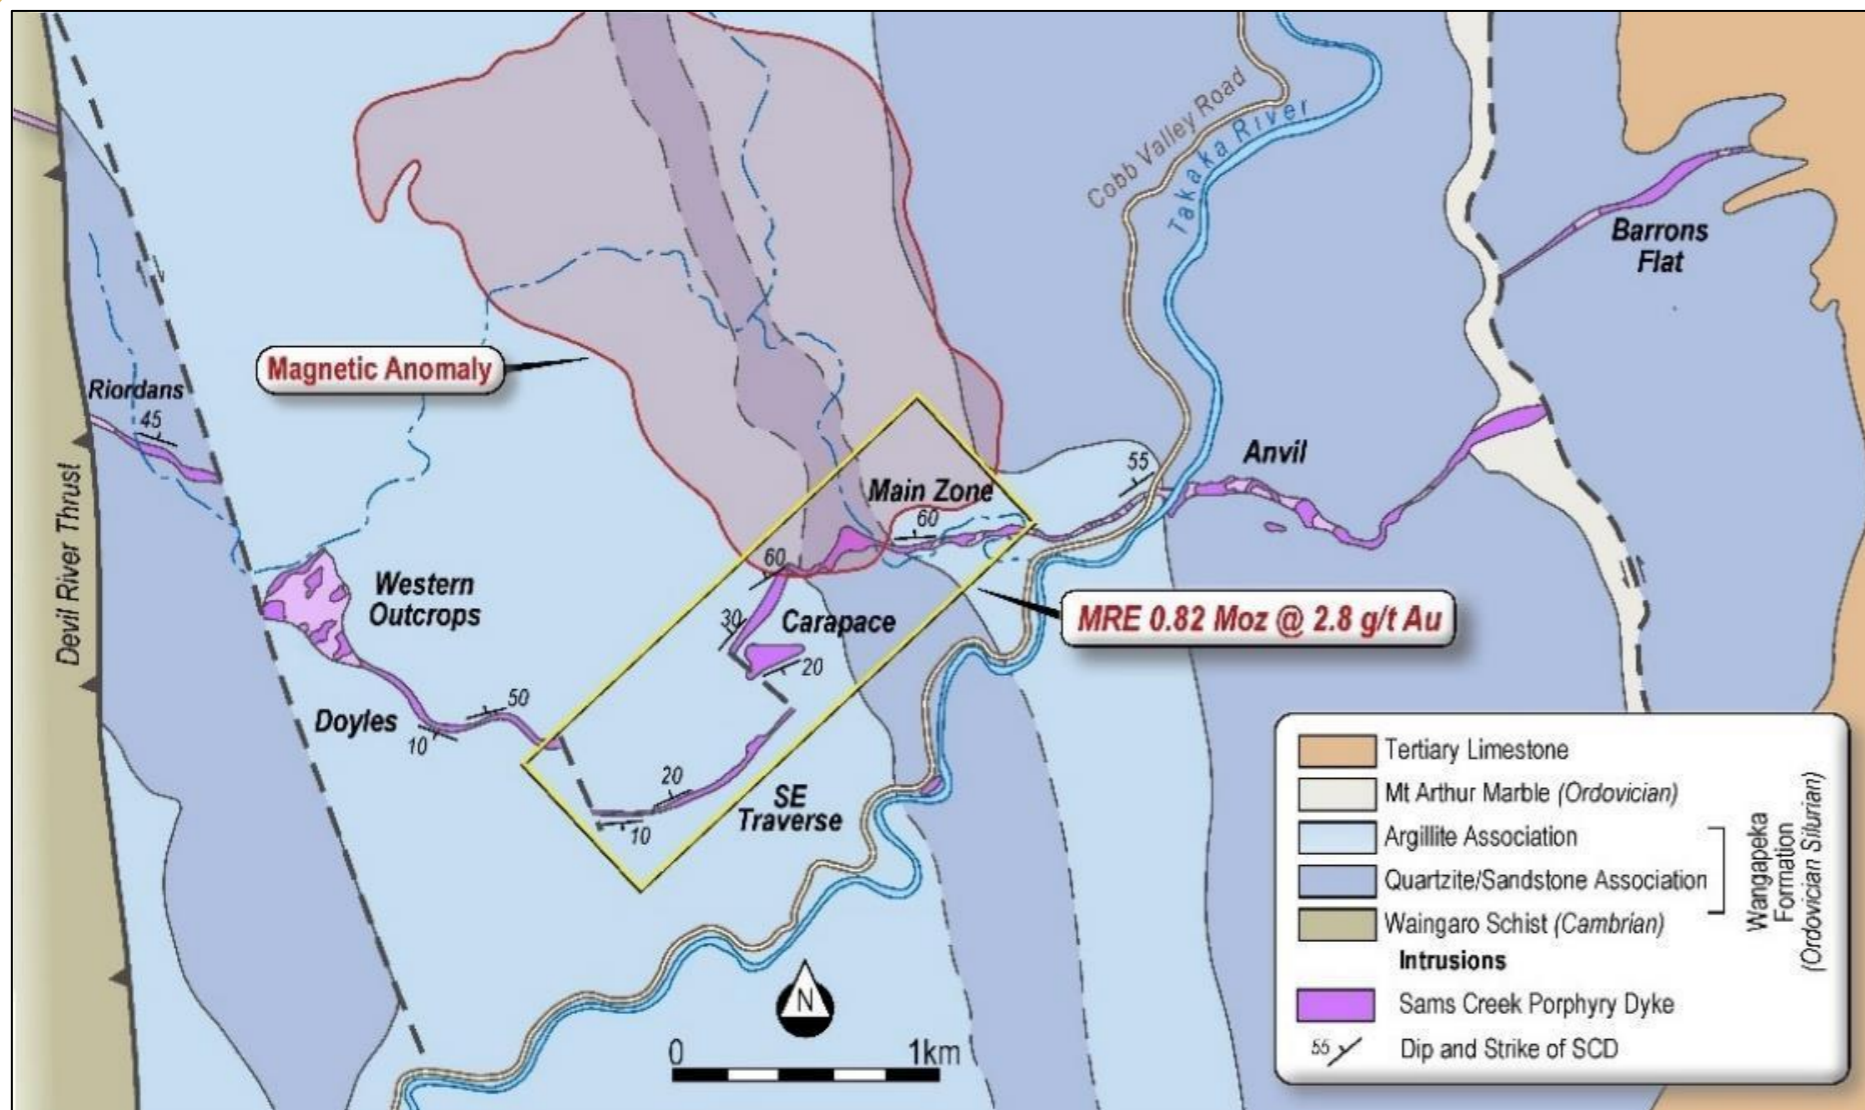 Cobb Valley Road
Takaka River
Barrons
Flat
Magnetic Anomaly
Riordans
45
Devil River Thrust
Main Zone
55
Anvil
60
60
Western
Outcrops
30
Carapace
MRE 0.82 Moz @ 2.8 g/t Au
20
50
Doyles
10
20
SE
Traverse
10
N
0 1km
Tertiary Limestone
Mt Arthur Marble (Ordovician)
Argillite Association
Quartzite/Sandstone Association
Waingaro Schist (Cambrian)
Wangapeka
Formation
(Ordovician Silurian)
Intrusions
Sams Creek Porphyry Dyke
55 Dip and Strike of SCD